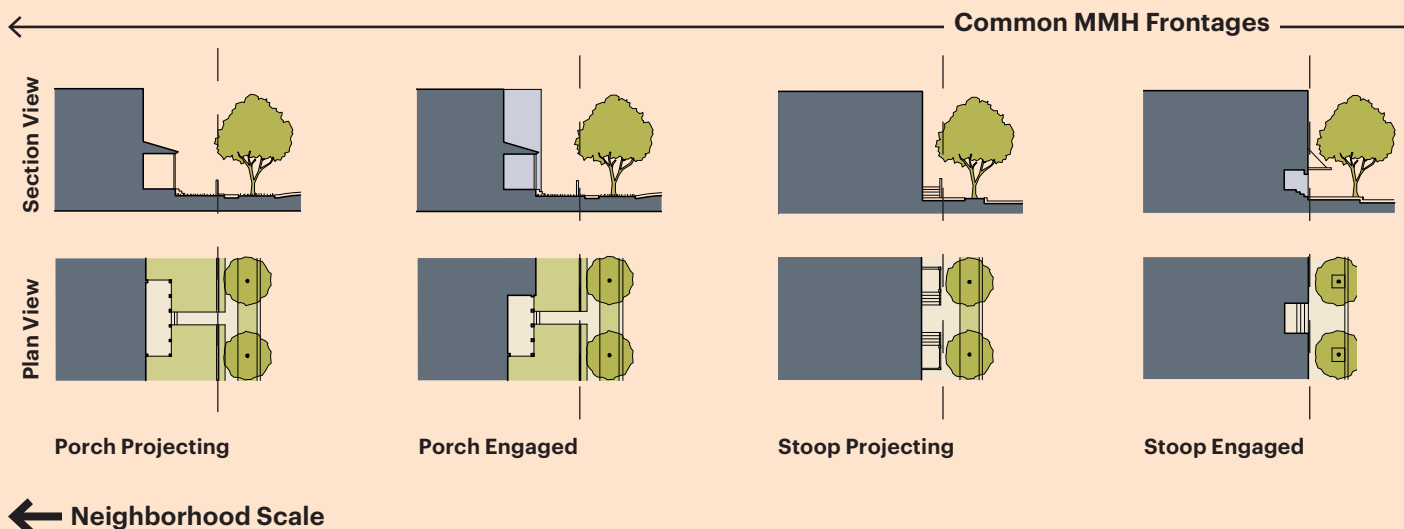 Common MMH Frontages
Section View
Plan View
Porch Projecting
Porch Engaged
Stoop Projecting
Stoop Engaged
Neighborhood Scale